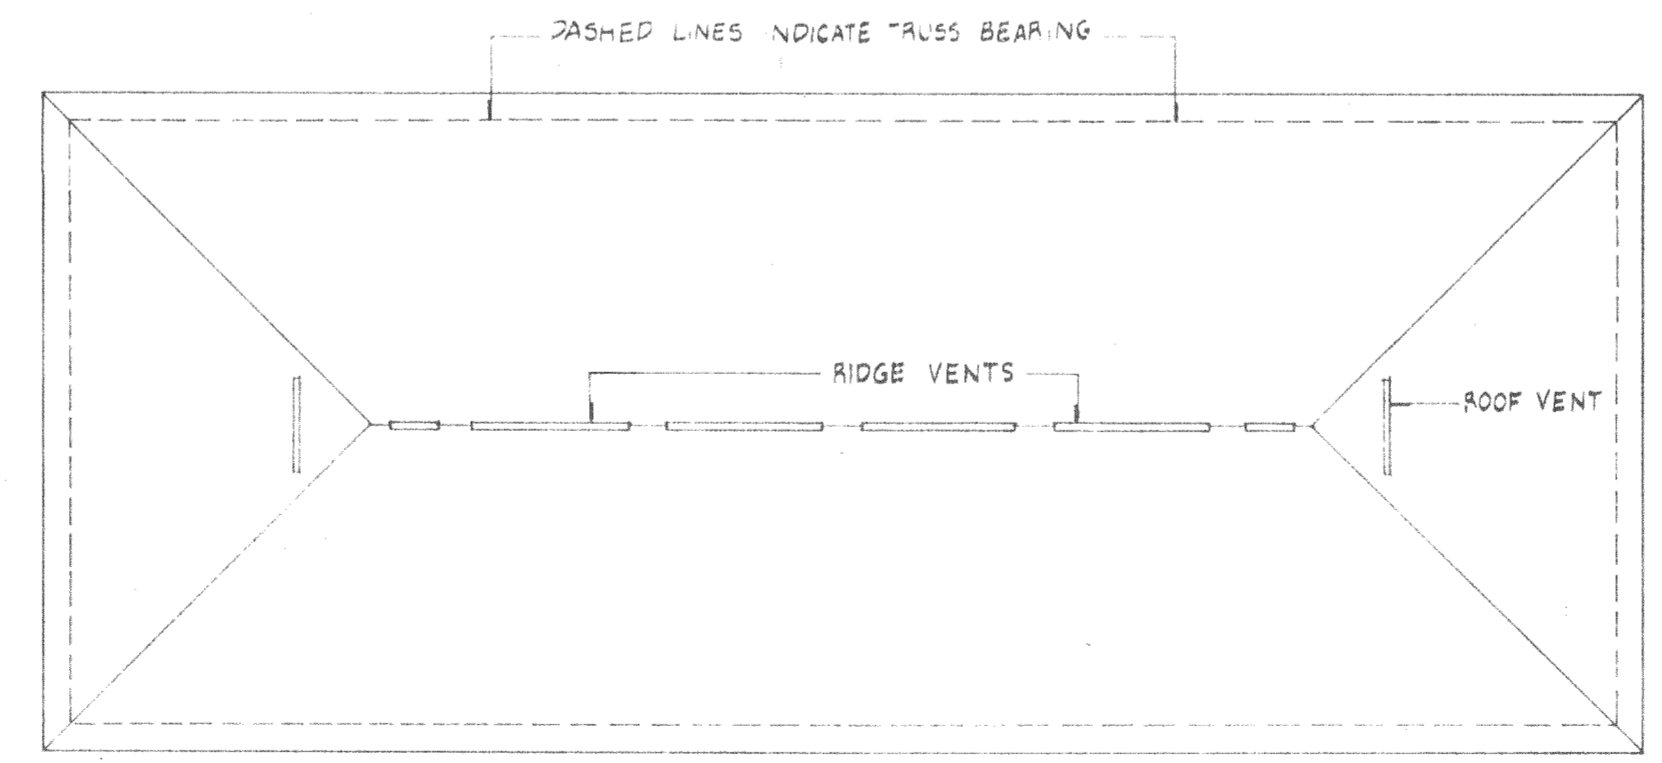 DASHED LINES INDICATE TRUSS BEARING
RIDGE VENTS
ROOF VENT